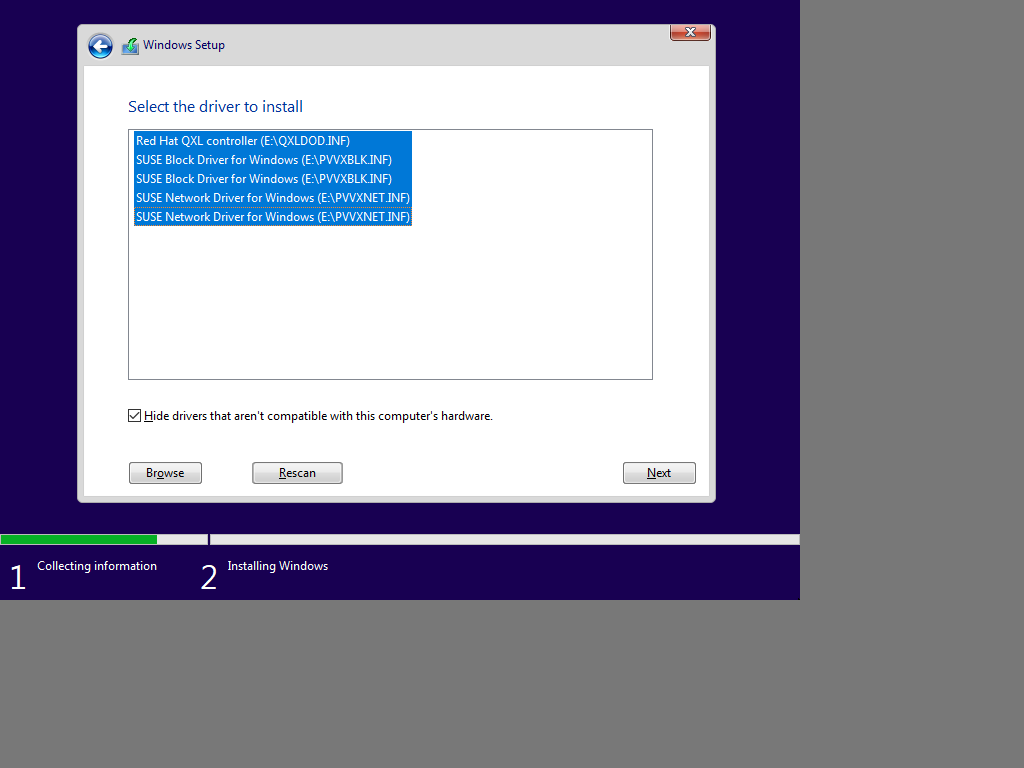 Windows Setup
Select the driver to install
Red Hat QXL controller (E:\QXLDOD.INF)
SUSE Block Driver for Windows (E:\PVVXBLK.INF)
SUSE Block Driver for Windows (E:\PVVXBLK.INF)
SUSE Network Driver for Windows (E:\PVVXNET.INF)
SUSE Network Driver for Windows (E:\PVVXNET.INF)
Hide drivers that aren't compatible with this computer's hardware.
Browse Rescan Next
1 Collecting information 2 Installing Windows